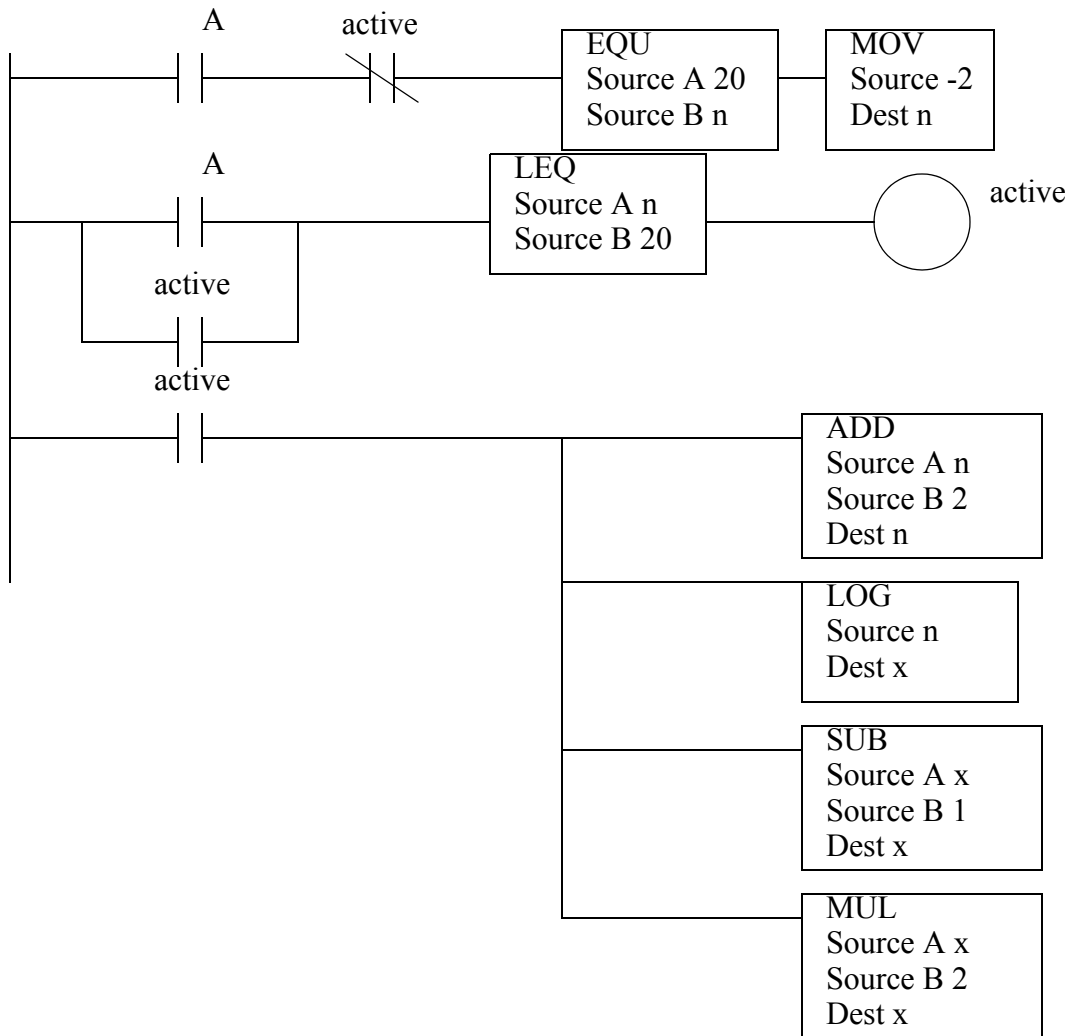 A
active
EQU
Source A 20
Source B n
MOV
Source -2
Dest n
A
LEQ
Source A n
Source B 20
active
active
active
ADD
Source A n
Source B 2
Dest n
LOG
Source n
Dest x
SUB
Source A x
Source B 1
Dest x
MUL
Source A x
Source B 2
Dest x